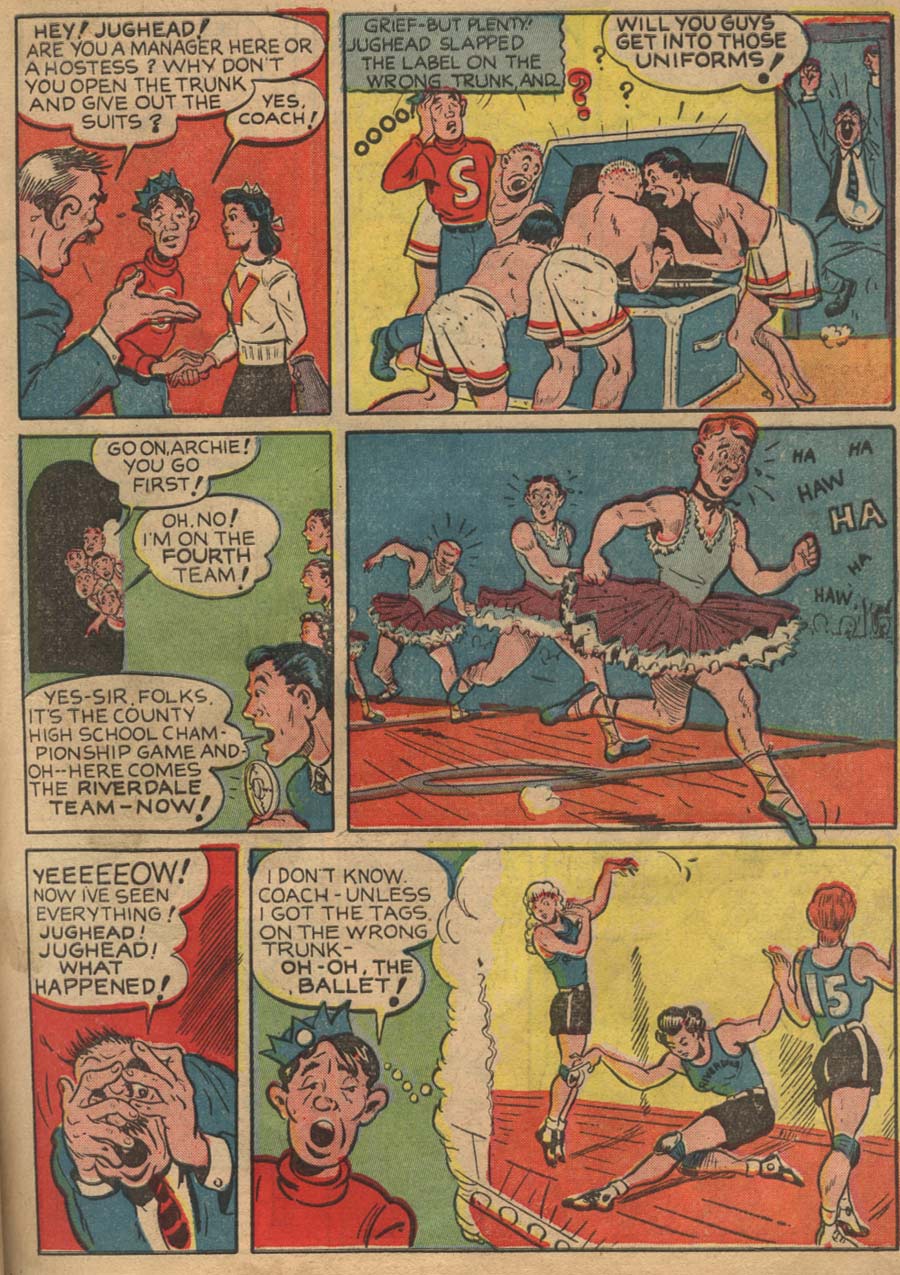 HEY! JUGHEAD!
ARE YOU A MANAGER HERE OR
A HOSTESS? WHY DON'T
YOU OPEN THE TRUNK
AND GIVE OUT THE
SUITS?
YES,
COACH!
GRIEF-BUT PLENTY!
JUGHEAD SLAPPED
THE LABEL ON THE
WRONG TRUNK, AND..
OOOO
S
?
?
?
WILL YOU GUYS
GET INTO THOSE
UNIFORMS!
GO ON, ARCHIE!
YOU GO
FIRST!
OH, NO!
I'M ON THE
FOURTH
TEAM!
YES-SIR, FOLKS,
IT'S THE COUNTY
HIGH SCHOOL CHAM-
PIONSHIP GAME AND
OH--HERE COMES
THE RIVERDALE
TEAM-NOW!
HA HA
HAW
HA
HA
HAW
YEEEEEOW!
NOW I'VE SEEN
EVERYTHING!
JUGHEAD!
JUGHEAD!
WHAT
HAPPENED!
I DON'T KNOW,
COACH-UNLESS
I GOT THE TAGS
ON THE WRONG
TRUNK-
OH-OH, THE
BALLET!
15